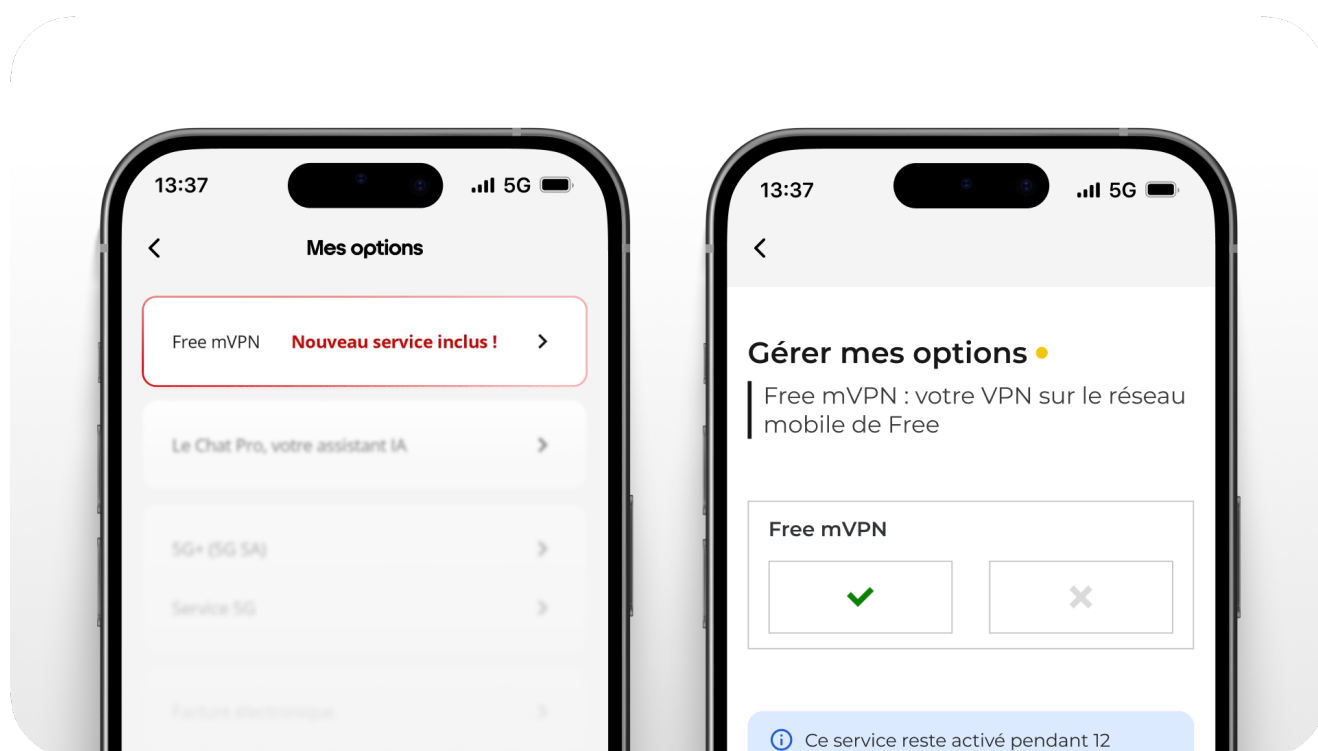 13:37
5G
Mes options
Free mVPN Nouveau service inclus !
Le Chat Pro, votre assistant IA
5G+ (5G SA)
Service 5G
Facture électronique
13:37
5G
Gérer mes options
Free mVPN : votre VPN sur le réseau
mobile de Free
Free mVPN
Ce service reste activé pendant 12